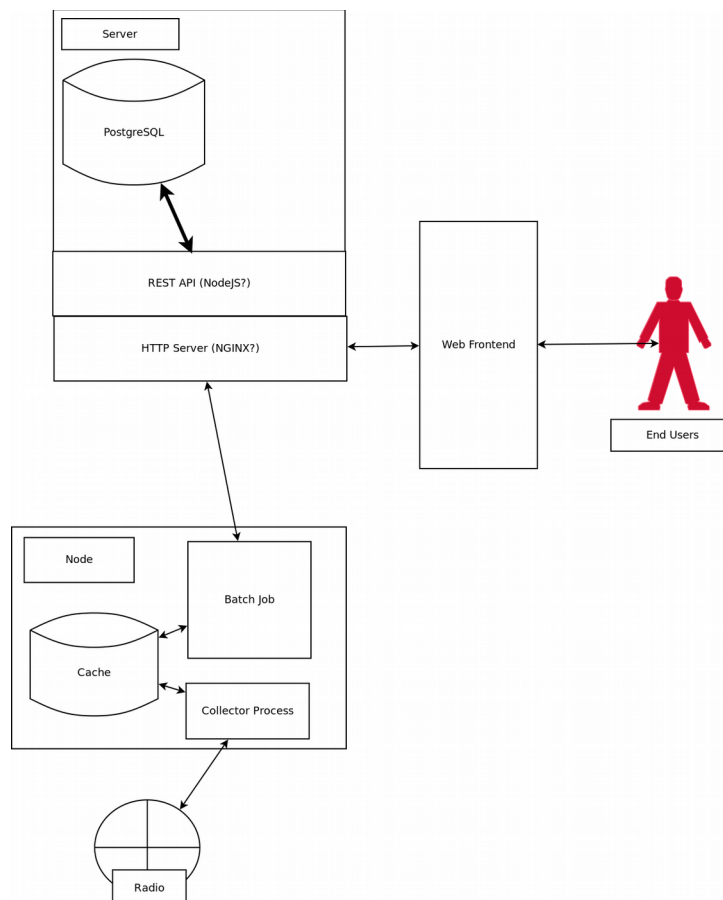 Server
PostgreSQL
REST API (NodeJS?)
HTTP Server (NGINX?)
Web Frontend
End Users
Node
Batch Job
Cache
Collector Process
Radio